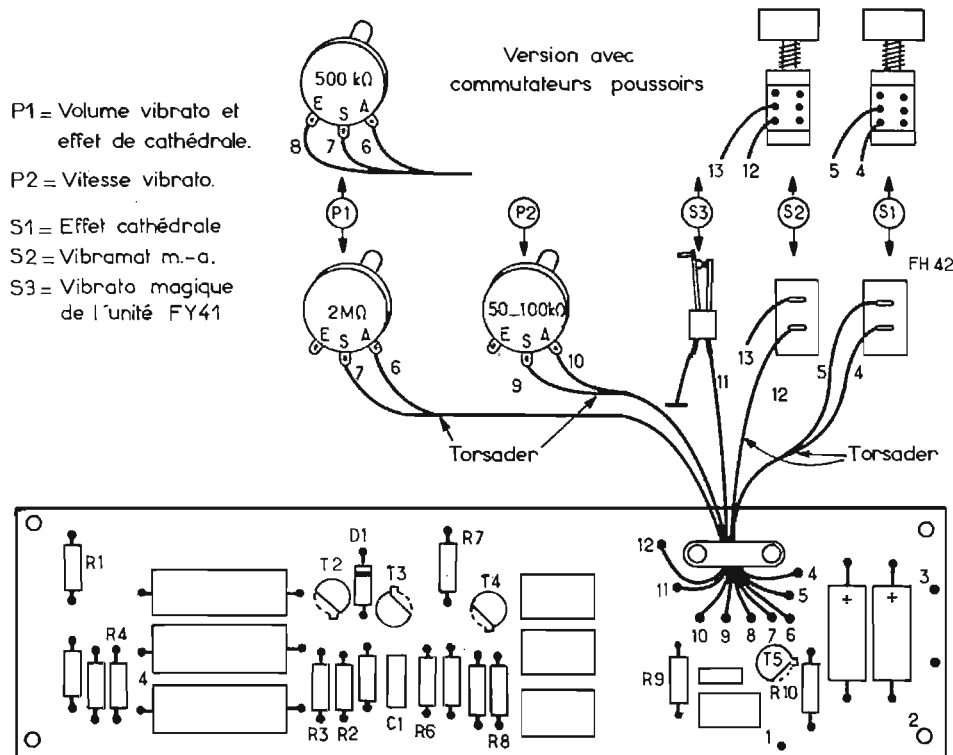 Version avec
commutateurs poussoirs
P1 = Volume vibrato et
effet de cathédrale.
P2 = Vitesse vibrato.
S1 = Effet cathédrale
S2 = Vibramat m.-a.
S3 = Vibrato magique
de l'unité FY41
500 kΩ
E S A
8 7 6
13 12 5 4
P1 P2 S3 S2 S1
FH 42
2MΩ
E S A
7 6
50_100kΩ
E S A
9 10
11
13
12
5 4
Torsader
Torsader
R1
R4
4
T2
D1
T3
R7
T4
R3 R2 C1 R6 R8
12
11
10 9 8 7 6
5
4
R9
T5
R10
1
+ +
3
2